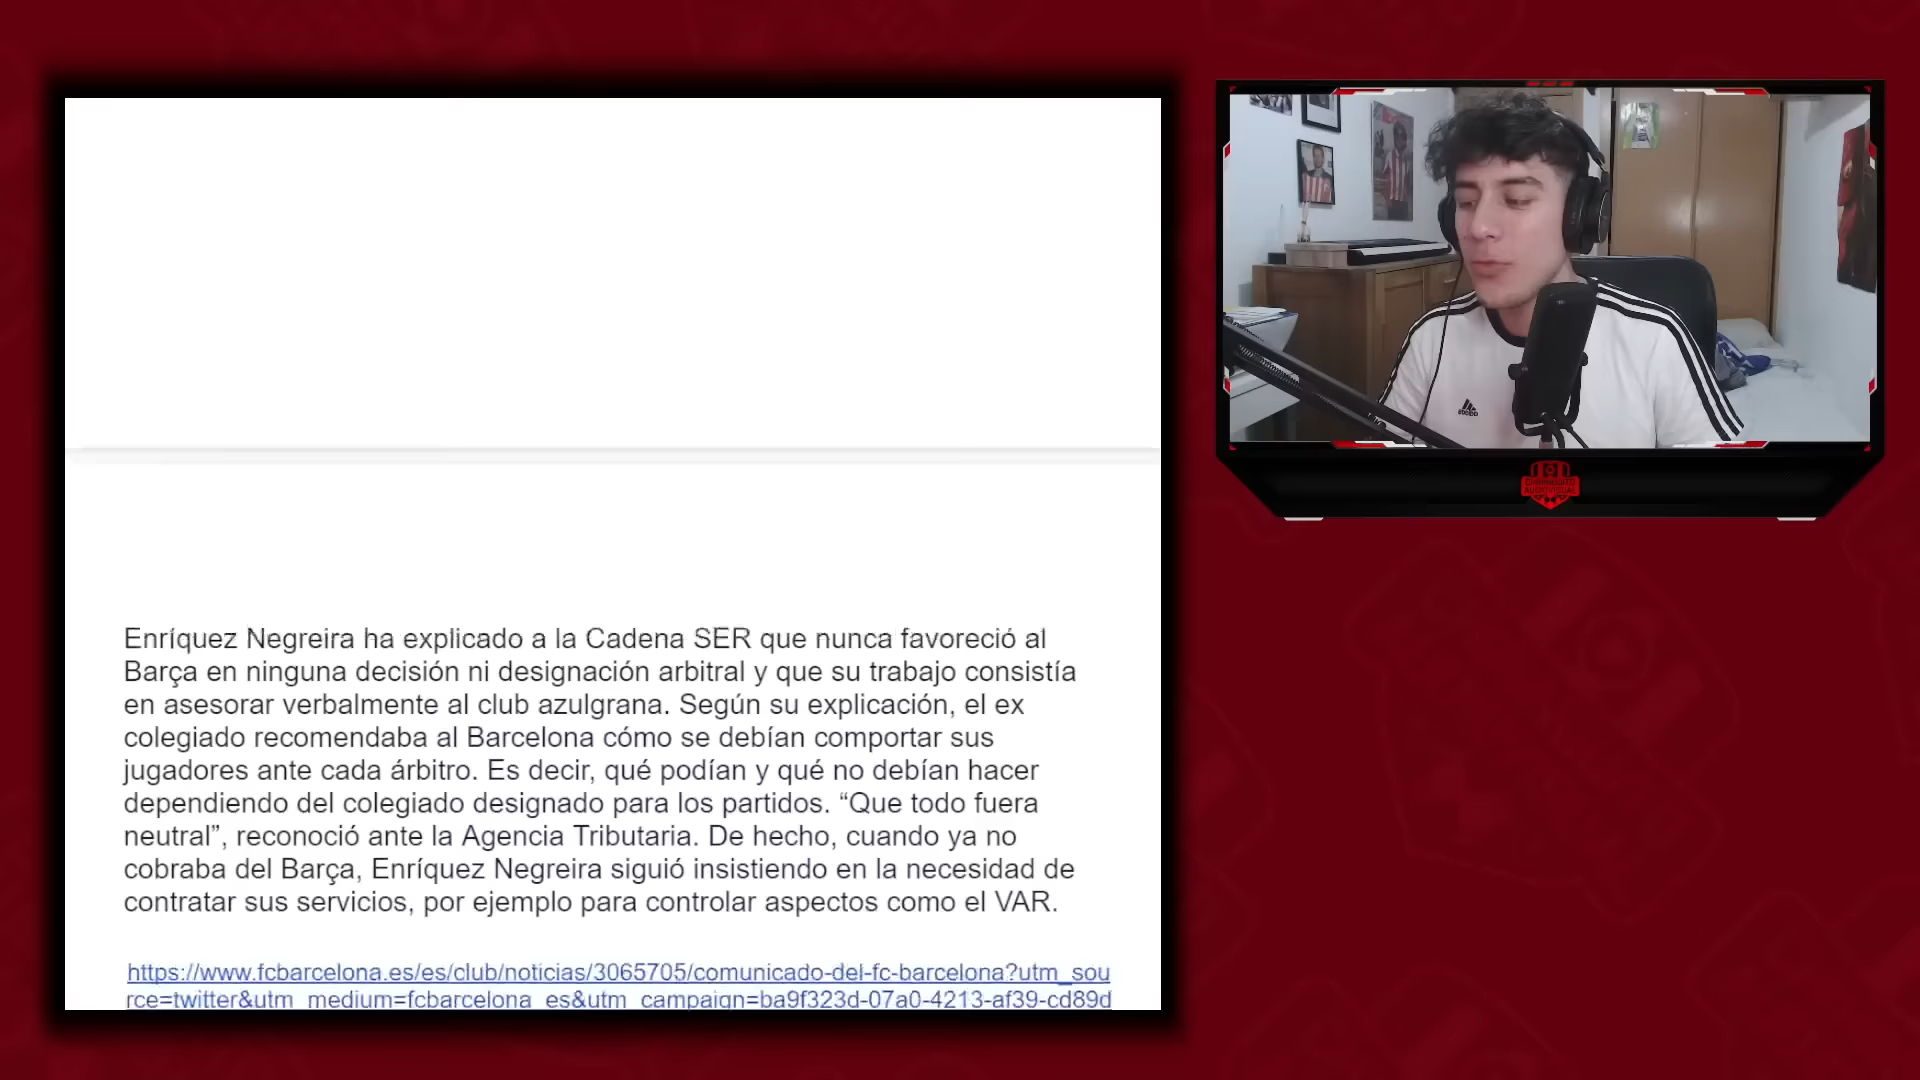 Enríquez Negreira ha explicado a la Cadena SER que nunca favoreció al
Barça en ninguna decisión ni designación arbitral y que su trabajo consistía
en asesorar verbalmente al club azulgrana. Según su explicación, el ex
colegiado recomendaba al Barcelona cómo se debían comportar sus
jugadores ante cada árbitro. Es decir, qué podían y qué no debían hacer
dependiendo del colegiado designado para los partidos. “Que todo fuera
neutral”, reconoció ante la Agencia Tributaria. De hecho, cuando ya no
cobraba del Barça, Enríquez Negreira siguió insistiendo en la necesidad de
contratar sus servicios, por ejemplo para controlar aspectos como el VAR.
https://www.fcbarcelona.es/es/club/noticias/3065705/comunicado-del-fc-barcelona?utm_sou
rce=twitter&utm_medium=fcbarcelona_es&utm_campaign=ba9f323d-07a0-4213-af39-cd89d
adidas